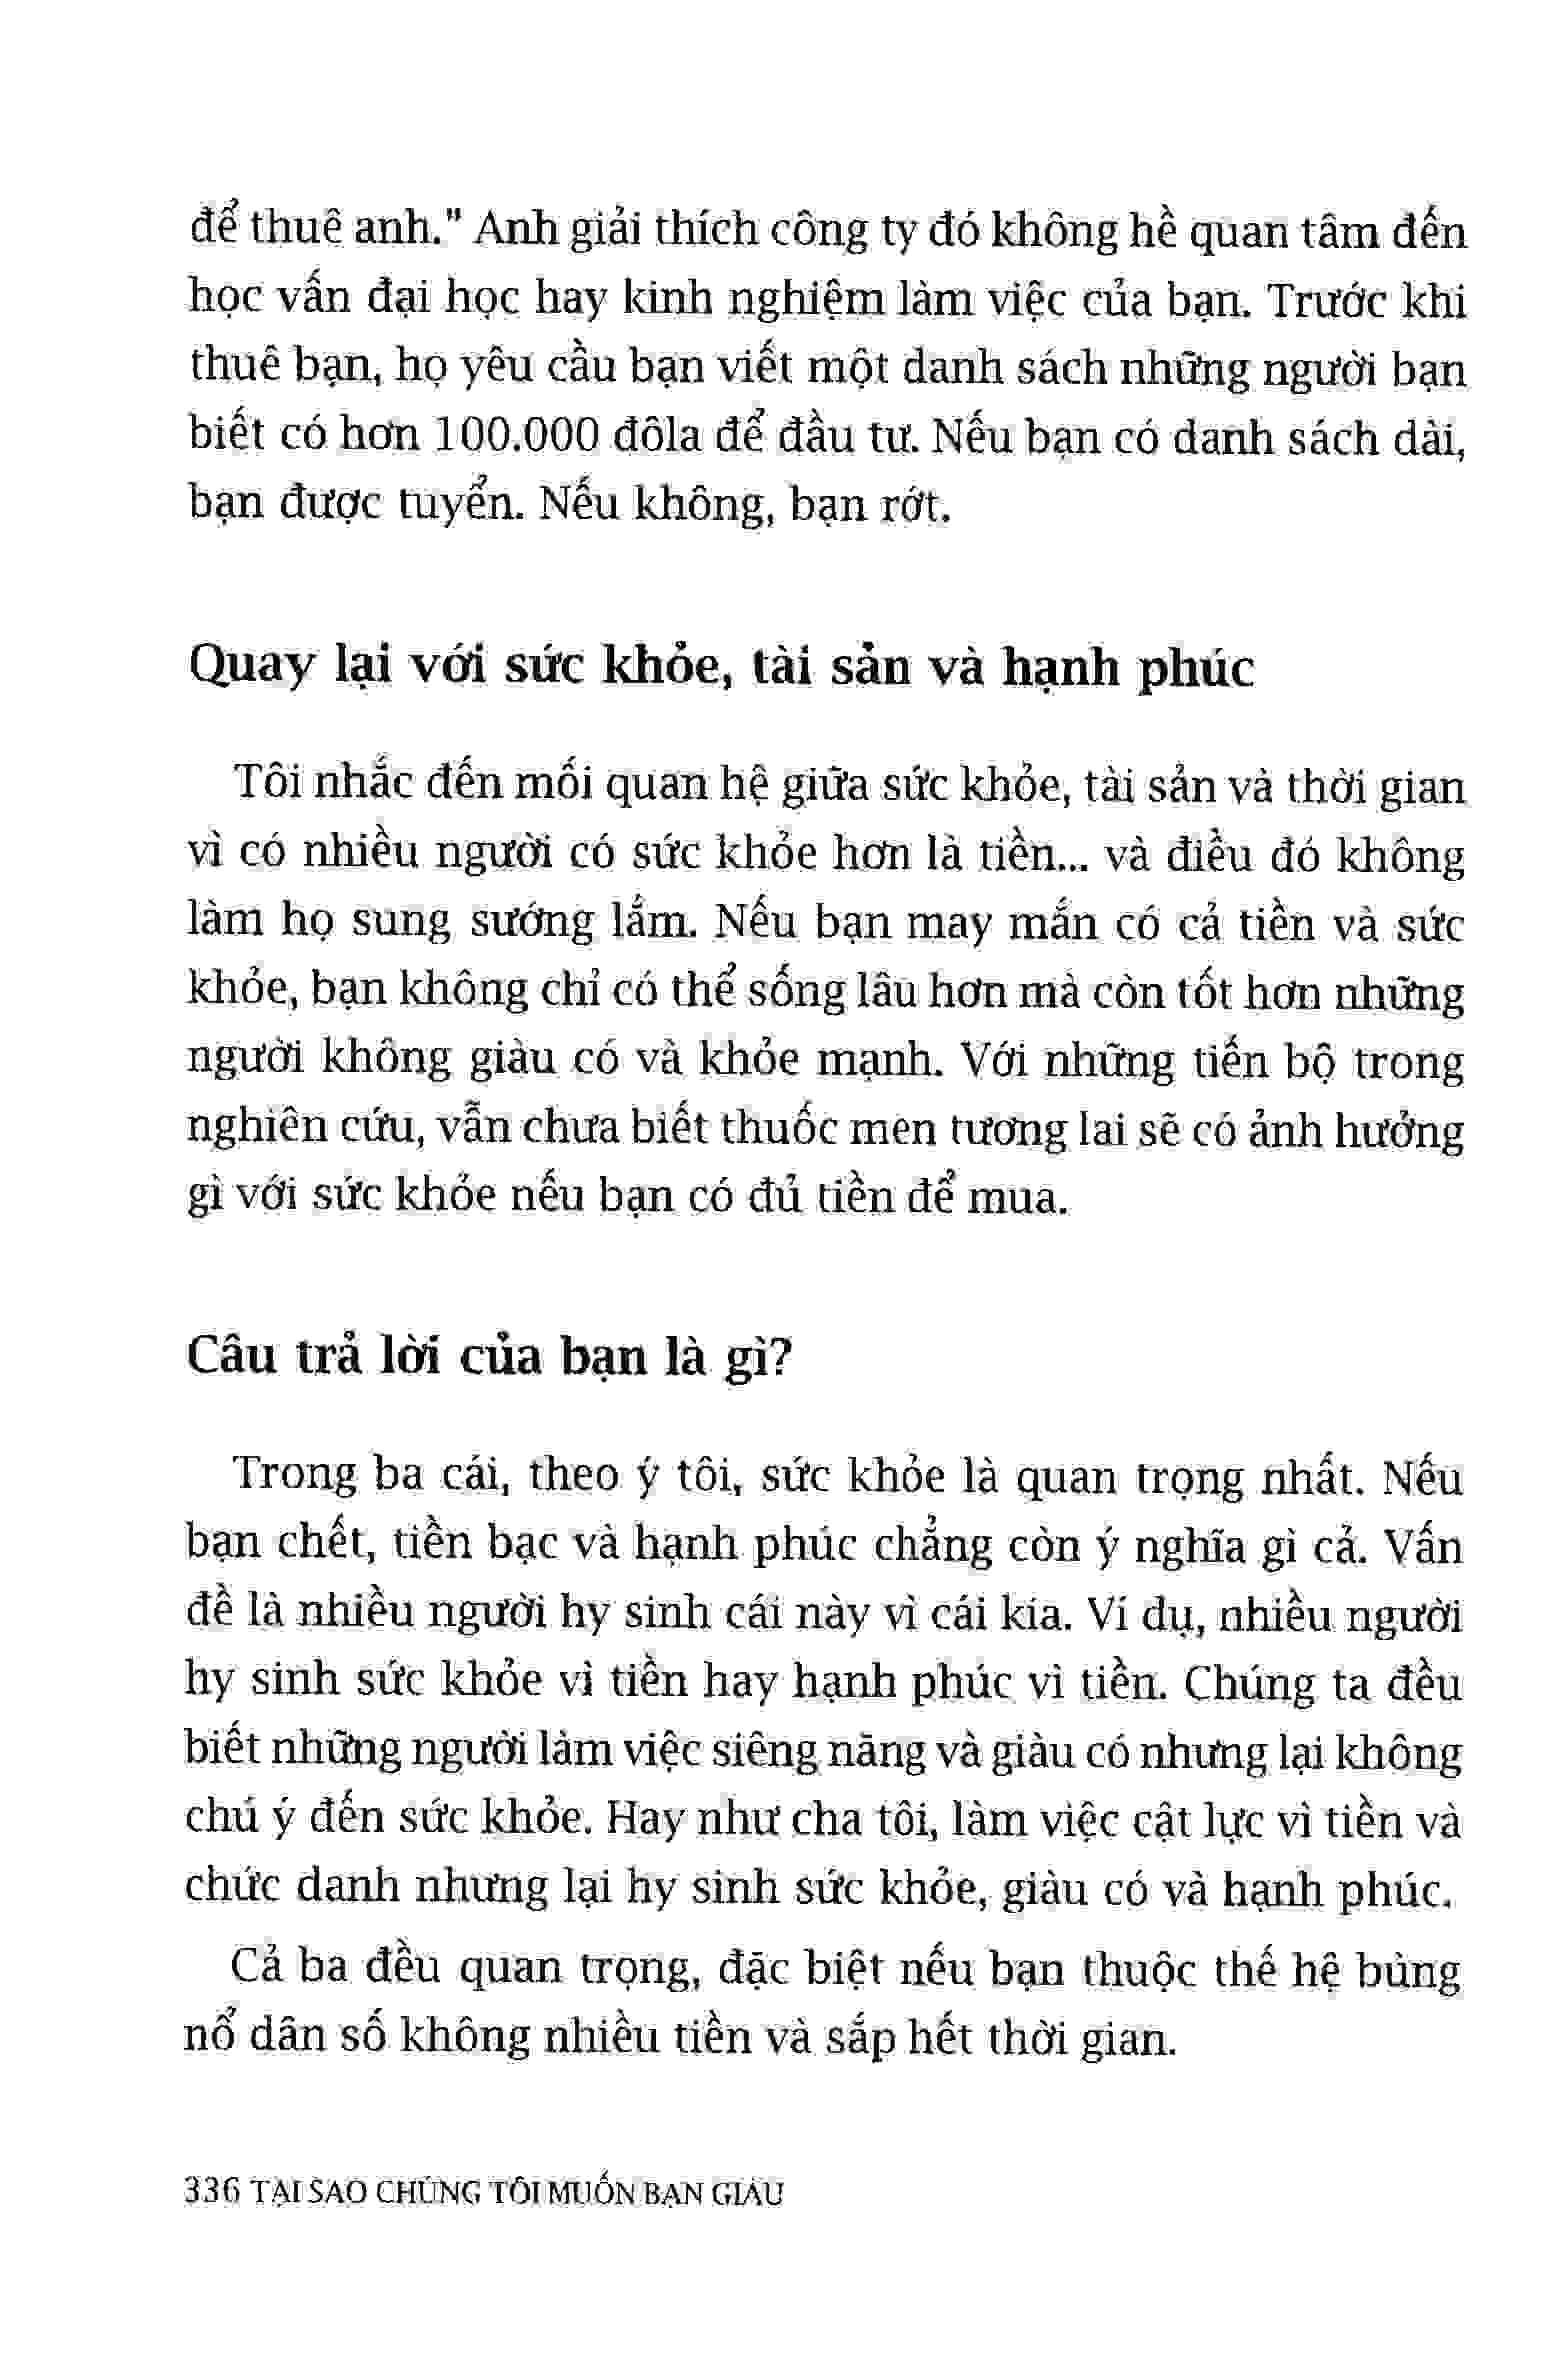 để thuê anh." Anh giải thích công ty đó không hề quan tâm đến
học vấn đại học hay kinh nghiệm làm việc của bạn. Trước khi
thuê bạn, họ yêu cầu bạn viết một danh sách những người bạn
biết có hơn 100.000 đôla để đầu tư. Nếu bạn có danh sách dài,
bạn được tuyển. Nếu không, bạn rớt.
Quay lại với sức khỏe, tài sản và hạnh phúc
Tôi nhắc đến mối quan hệ giữa sức khỏe, tài sản và thời gian
vì có nhiều người có sức khỏe hơn là tiền... và điều đó không
làm họ sung sướng lắm. Nếu bạn may mắn có cả tiền và sức
khỏe, bạn không chỉ có thể sống lâu hơn mà còn tốt hơn những
người không giàu có và khỏe mạnh. Với những tiến bộ trong
nghiên cứu, vẫn chưa biết thuốc men tương lai sẽ có ảnh hưởng
gì với sức khỏe nếu bạn có đủ tiền để mua.
Câu trả lời của bạn là gì?
Trong ba cái, theo ý tôi, sức khỏe là quan trọng nhất. Nếu
bạn chết, tiền bạc và hạnh phúc chẳng còn ý nghĩa gì cả. Vấn
đề là nhiều người hy sinh cái này vì cái kia. Ví dụ, nhiều người
hy sinh sức khỏe vì tiền hay hạnh phúc vì tiền. Chúng ta đều
biết những người làm việc siêng năng và giàu có nhưng lại không
chú ý đến sức khỏe. Hay như cha tôi, làm việc cật lực vì tiền và
chức danh nhưng lại hy sinh sức khỏe, giàu có và hạnh phúc.
Cả ba đều quan trọng, đặc biệt nếu bạn thuộc thế hệ bùng
nổ dân số không nhiều tiền và sắp hết thời gian.
336 TẠI SAO CHÚNG TÔI MUỐN BẠN GIÀU